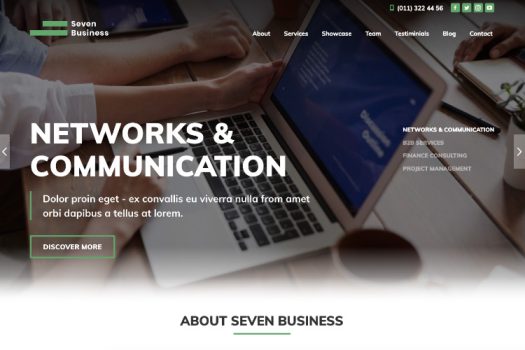 (011) 322 44 56
Seven
Business
About Services Showcase Team Testiminials Blog Contact
NETWORKS &
COMMUNICATION
Dolor proin eget - ex convallis eu viverra nulla from amet
orbi dapibus a tellus at lorem.
DISCOVER MORE
NETWORKS & COMMUNICATION
B2B SERVICES
FINANCE CONSULTING
PROJECT MANAGEMENT
ABOUT SEVEN BUSINESS